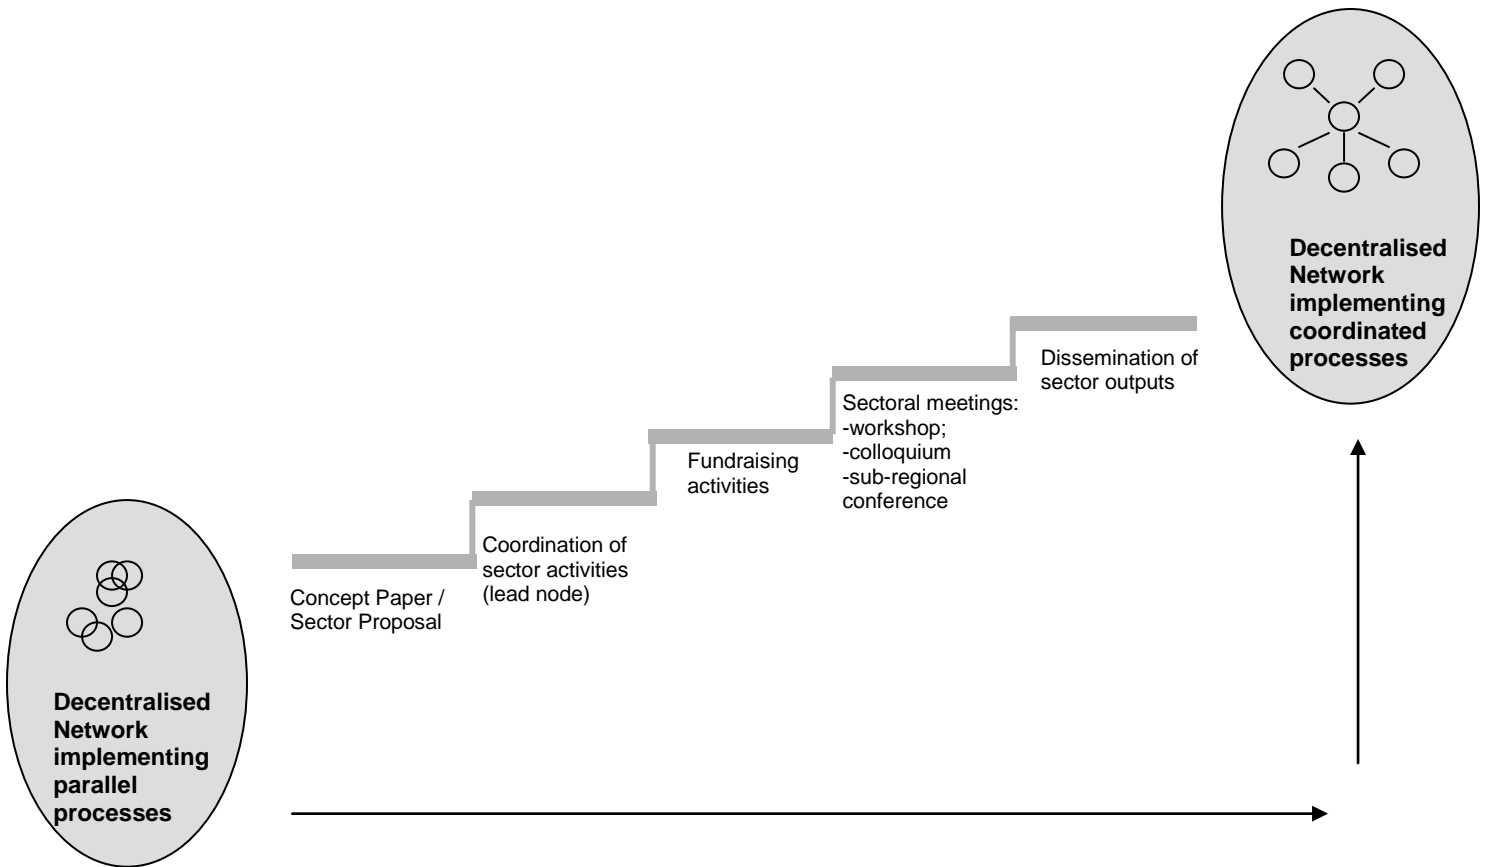 Decentralised
Network
implementing
coordinated
processes
Dissemination of
sector outputs
Sectoral meetings:
-workshop;
-colloquium
-sub-regional
conference
Fundraising
activities
Coordination of
sector activities
(lead node)
Concept Paper /
Sector Proposal
Decentralised
Network
implementing
parallel
processes